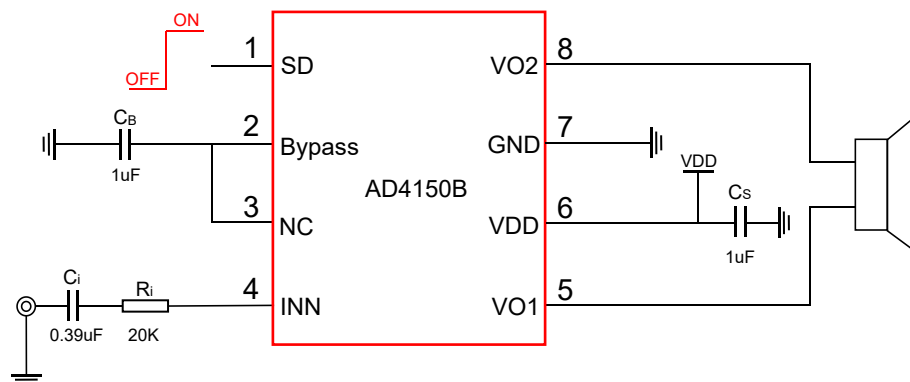 ON
OFF
1
SD
VO2
8
CB
1uF
2
Bypass
GND
7
VDD
AD4150B
3
NC
VDD
6
CS
1uF
Ci
0.39uF
Ri
20K
4
INN
VO1
5